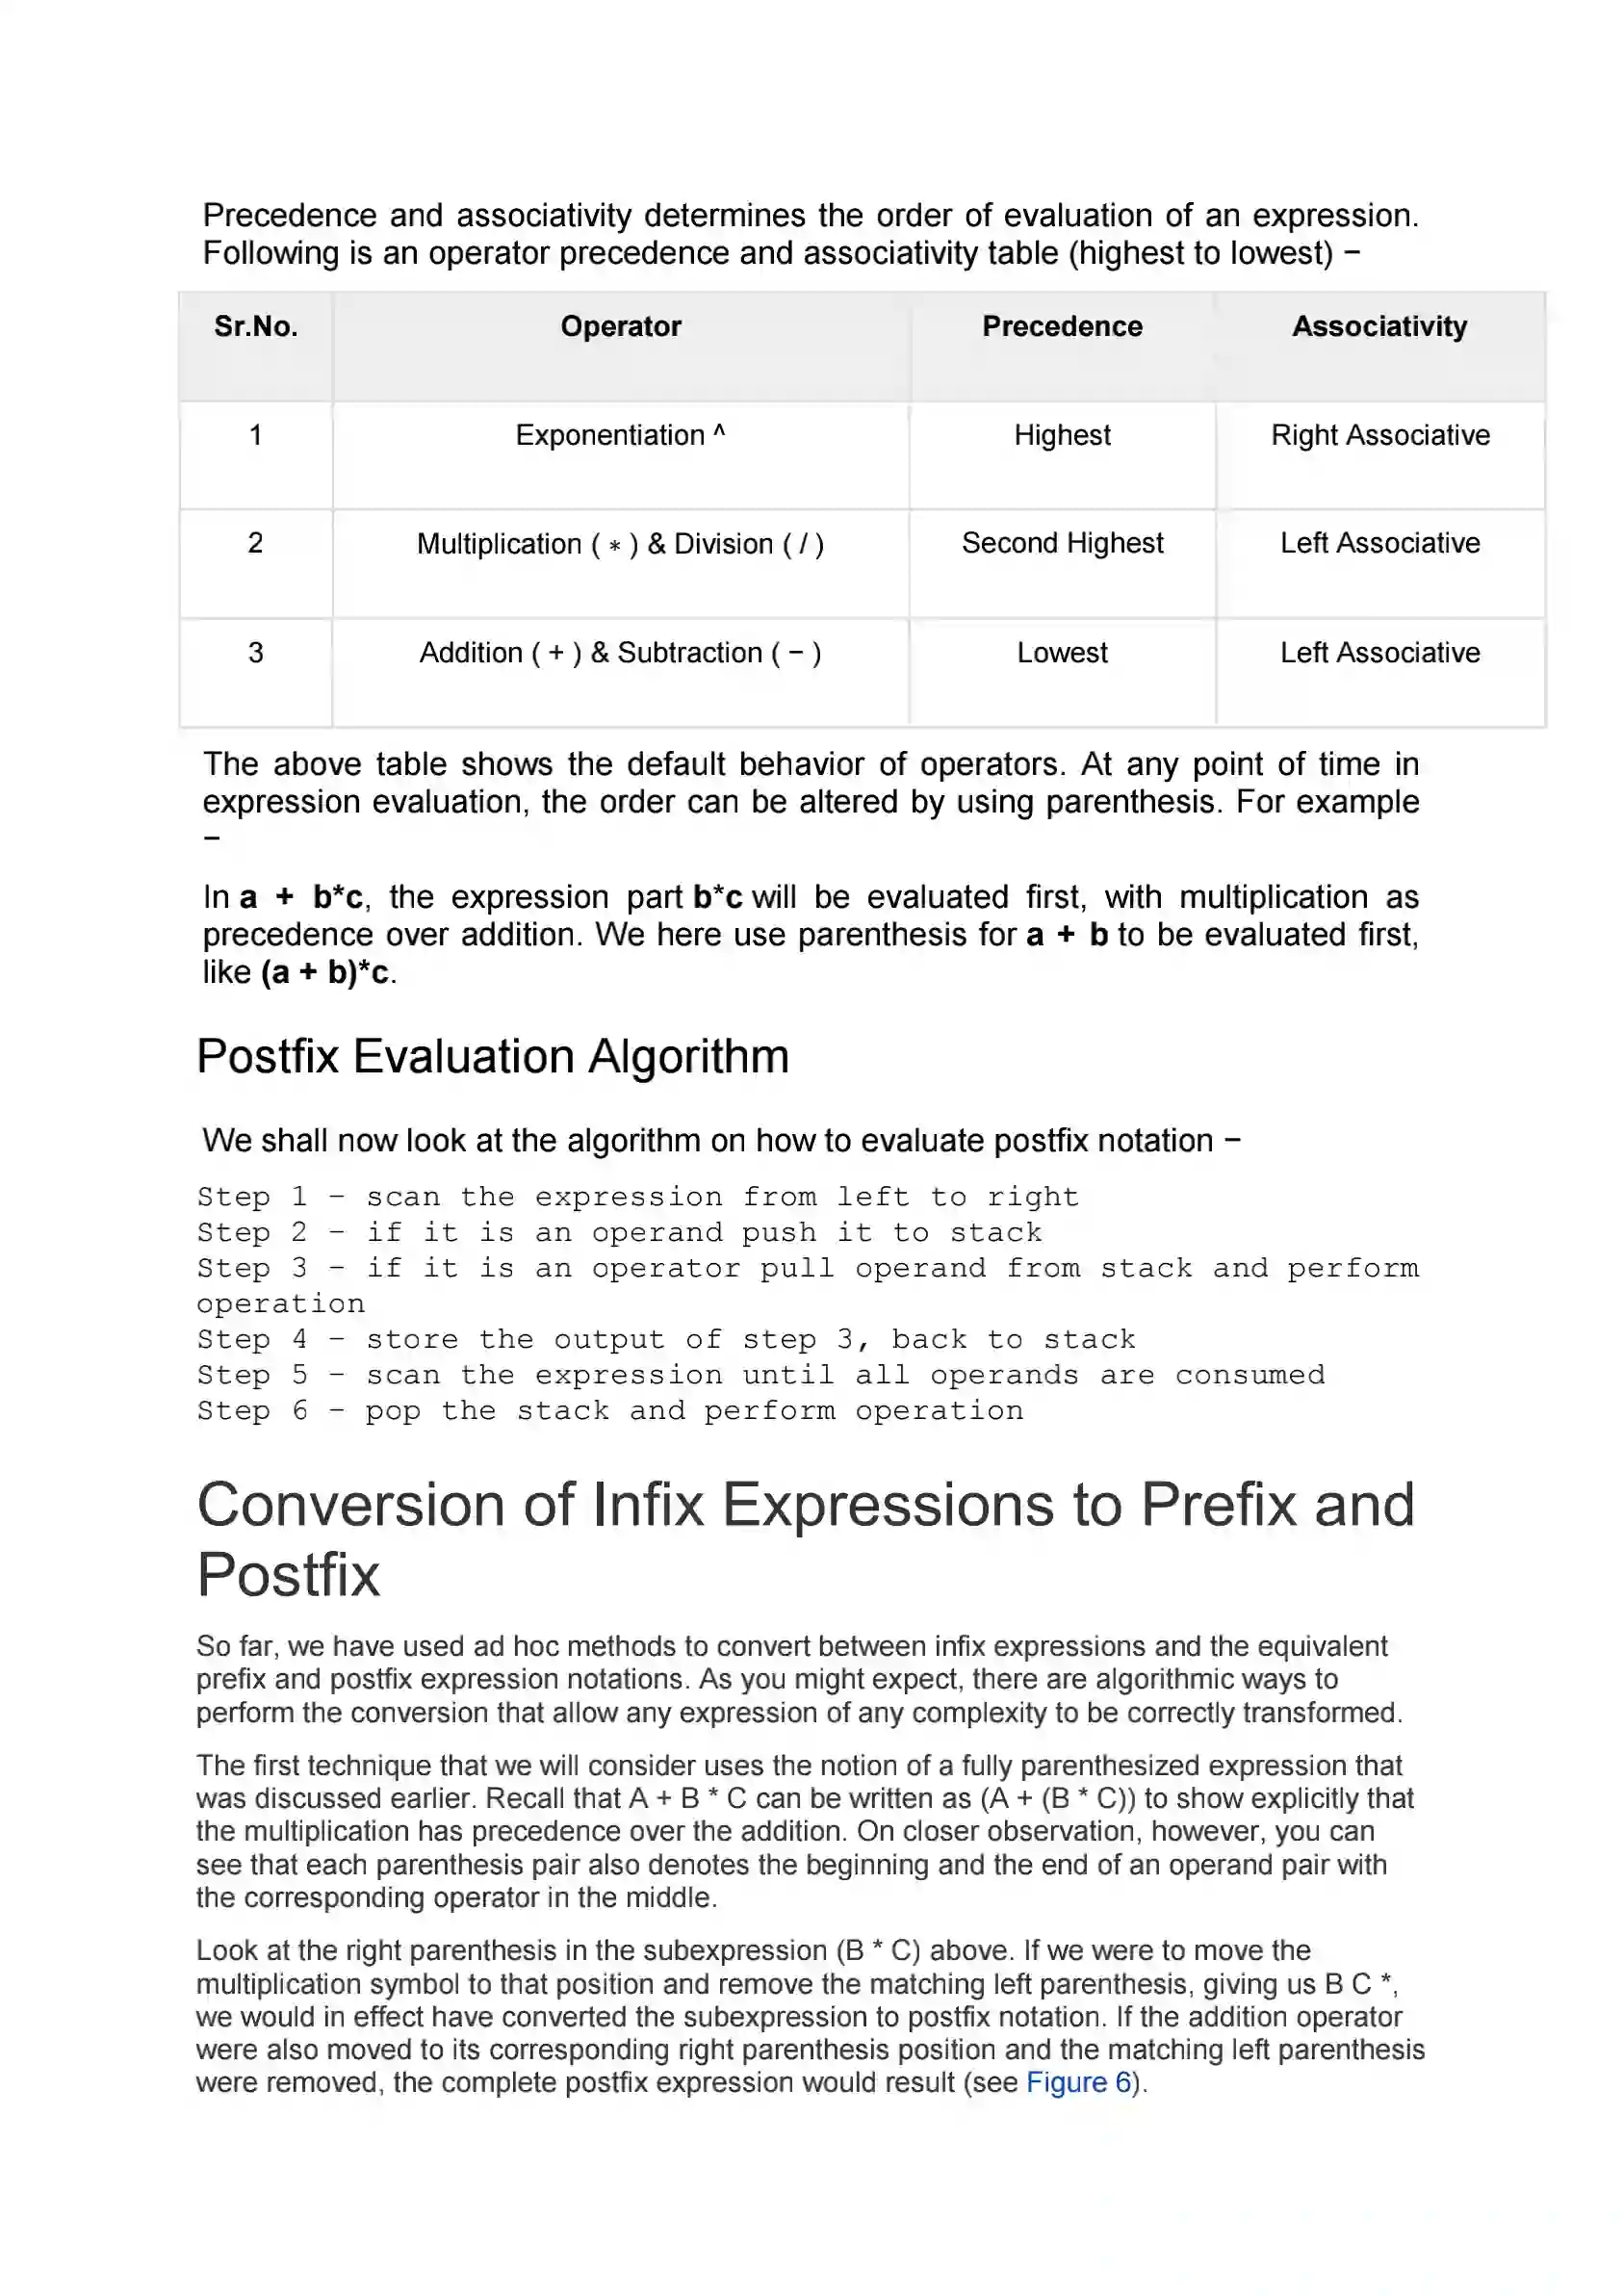 Precedence and associativity determines the order of evaluation of an expression.
Following is an operator precedence and associativity table (highest to lowest) −
Sr.No. Operator Precedence Associativity
1 Exponentiation ^ Highest Right Associative
2 Multiplication ( ∗ ) & Division ( / ) Second Highest Left Associative
3 Addition ( + ) & Subtraction ( − ) Lowest Left Associative
The above table shows the default behavior of operators. At any point of time in
expression evaluation, the order can be altered by using parenthesis. For example
−
In a + b*c, the expression part b*c will be evaluated first, with multiplication as
precedence over addition. We here use parenthesis for a + b to be evaluated first,
like (a + b)*c.
Postfix Evaluation Algorithm
We shall now look at the algorithm on how to evaluate postfix notation −
Step 1 − scan the expression from left to right
Step 2 − if it is an operand push it to stack
Step 3 − if it is an operator pull operand from stack and perform
operation
Step 4 − store the output of step 3, back to stack
Step 5 − scan the expression until all operands are consumed
Step 6 − pop the stack and perform operation
Conversion of Infix Expressions to Prefix and
Postfix
So far, we have used ad hoc methods to convert between infix expressions and the equivalent
prefix and postfix expression notations. As you might expect, there are algorithmic ways to
perform the conversion that allow any expression of any complexity to be correctly transformed.
The first technique that we will consider uses the notion of a fully parenthesized expression that
was discussed earlier. Recall that A + B * C can be written as (A + (B * C)) to show explicitly that
the multiplication has precedence over the addition. On closer observation, however, you can
see that each parenthesis pair also denotes the beginning and the end of an operand pair with
the corresponding operator in the middle.
Look at the right parenthesis in the subexpression (B * C) above. If we were to move the
multiplication symbol to that position and remove the matching left parenthesis, giving us B C *,
we would in effect have converted the subexpression to postfix notation. If the addition operator
were also moved to its corresponding right parenthesis position and the matching left parenthesis
were removed, the complete postfix expression would result (see Figure 6).